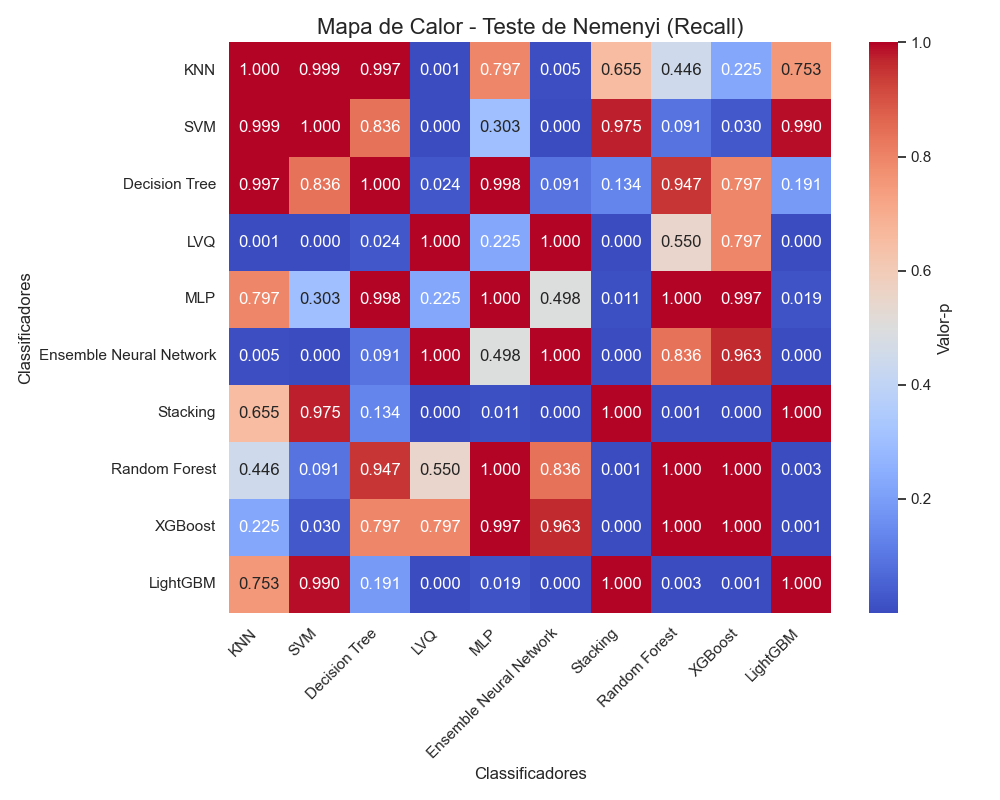 Mapa de Calor - Teste de Nemenyi (Recall)
KNN 1.000 0.999 0.997 0.001 0.797 0.005 0.655 0.446 0.225 0.753
SVM 0.999 1.000 0.836 0.000 0.303 0.000 0.975 0.091 0.030 0.990
Decision Tree 0.997 0.836 1.000 0.024 0.998 0.091 0.134 0.947 0.797 0.191
LVQ 0.001 0.000 0.024 1.000 0.225 1.000 0.000 0.550 0.797 0.000
MLP 0.797 0.303 0.998 0.225 1.000 0.498 0.011 1.000 0.997 0.019
Ensemble Neural Network 0.005 0.000 0.091 1.000 0.498 1.000 0.000 0.836 0.963 0.000
Stacking 0.655 0.975 0.134 0.000 0.011 0.000 1.000 0.001 0.000 1.000
Random Forest 0.446 0.091 0.947 0.550 1.000 0.836 0.001 1.000 1.000 0.003
XGBoost 0.225 0.030 0.797 0.797 0.997 0.963 0.000 1.000 1.000 0.001
LightGBM 0.753 0.990 0.191 0.000 0.019 0.000 1.000 0.003 0.001 1.000
Classificadores
KNN
SVM
Decision Tree
LVQ
MLP
Ensemble Neural Network
Stacking
Random Forest
XGBoost
LightGBM
Classificadores
1.0
0.8
0.6
0.4
0.2
Valor-p